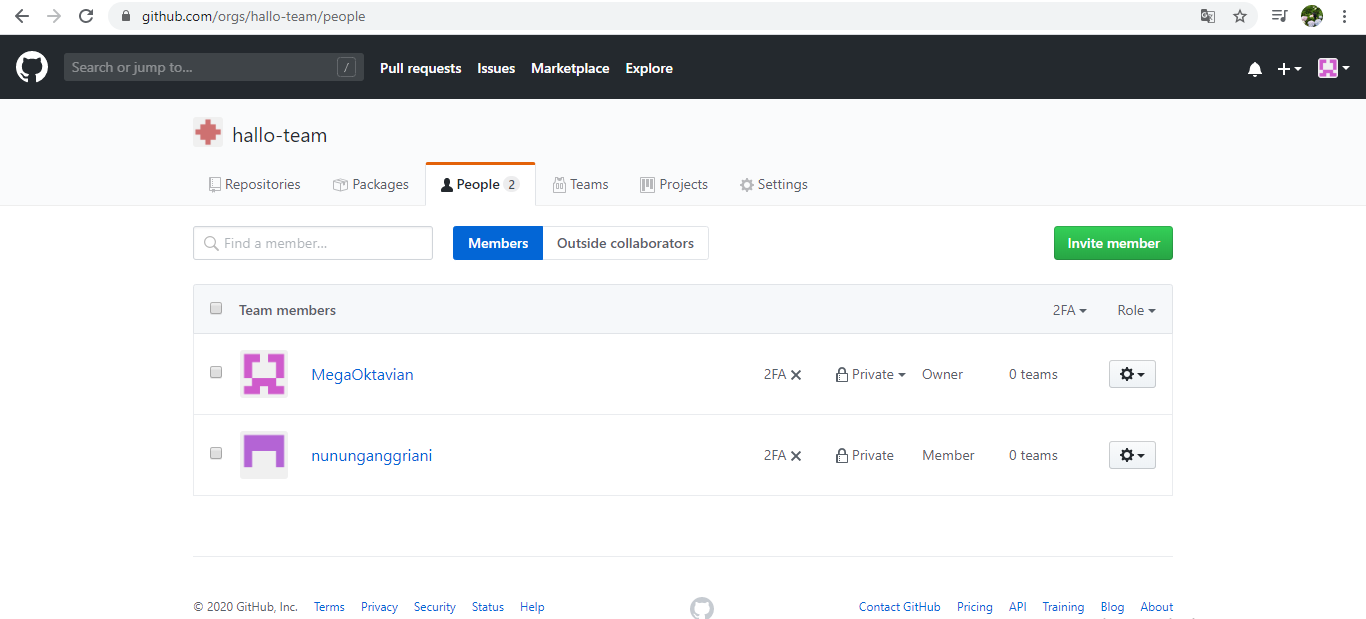 github.com/orgs/hallo-team/people
Search or jump to... / Pull requests Issues Marketplace Explore
hallo-team
Repositories Packages People 2 Teams Projects Settings
Find a member... Members Outside collaborators Invite member
Team members 2FA Role
MegaOktavian 2FA Private Owner 0 teams
nununganggriani 2FA Private Member 0 teams
© 2020 GitHub, Inc. Terms Privacy Security Status Help Contact GitHub Pricing API Training Blog About